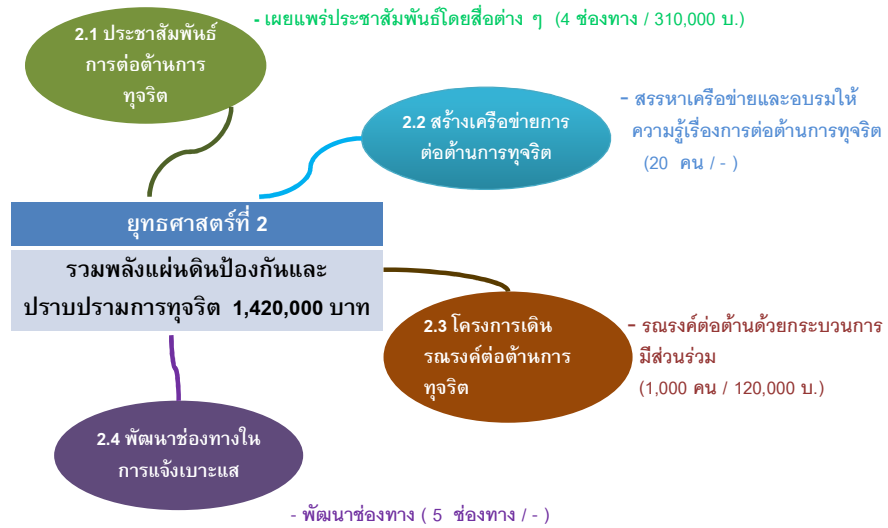 2.1 ประชาสัมพันธ์
การต่อต้านการ
ทุจริต
- เผยแพร่ประชาสัมพันธ์โดยสื่อต่าง ๆ (4 ช่องทาง / 310,000 บ.)
2.2 สร้างเครือข่ายการ
ต่อต้านการทุจริต
- สรรหาเครือข่ายและอบรมให้
ความรู้เรื่องการต่อต้านการทุจริต
(20 คน / - )
ยุทธศาสตร์ที่ 2
รวมพลังแผ่นดินป้องกันและ
ปราบปรามการทุจริต 1,420,000 บาท
2.3 โครงการเดิน
รณรงค์ต่อต้านการ
ทุจริต
- รณรงค์ต่อต้านด้วยกระบวนการ
มีส่วนร่วม
(1,000 คน / 120,000 บ.)
2.4 พัฒนาช่องทางใน
การแจ้งเบาะแส
- พัฒนาช่องทาง ( 5 ช่องทาง / - )